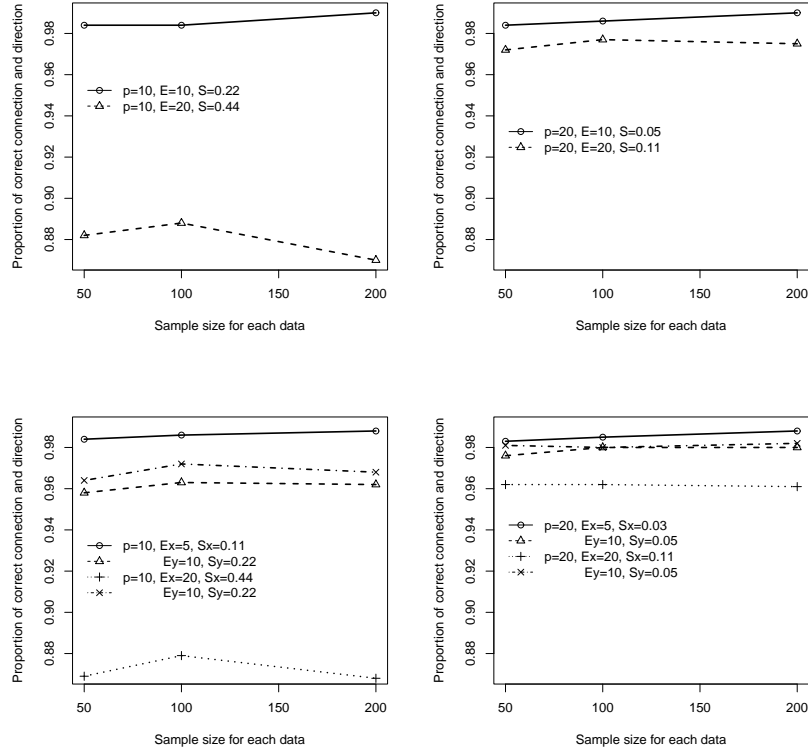 Proportion of correct connection and direction
0.98
0.96
0.94
0.92
0.90
0.88
p=10, E=10, S=0.22
p=10, E=20, S=0.44
50
100
150
200
Sample size for each data
Proportion of correct connection and direction
0.98
0.96
0.94
0.92
0.90
0.88
p=20, E=10, S=0.05
p=20, E=20, S=0.11
50
100
150
200
Sample size for each data
Proportion of correct connection and direction
0.98
0.96
0.94
0.92
0.90
0.88
p=10, Ex=5, Sx=0.11
Ey=10, Sy=0.22
p=10, Ex=20, Sx=0.44
Ey=10, Sy=0.22
50
100
150
200
Sample size for each data
Proportion of correct connection and direction
0.98
0.96
0.94
0.92
0.90
0.88
p=20, Ex=5, Sx=0.03
Ey=10, Sy=0.05
p=20, Ex=20, Sx=0.11
Ey=10, Sy=0.05
50
100
150
200
Sample size for each data